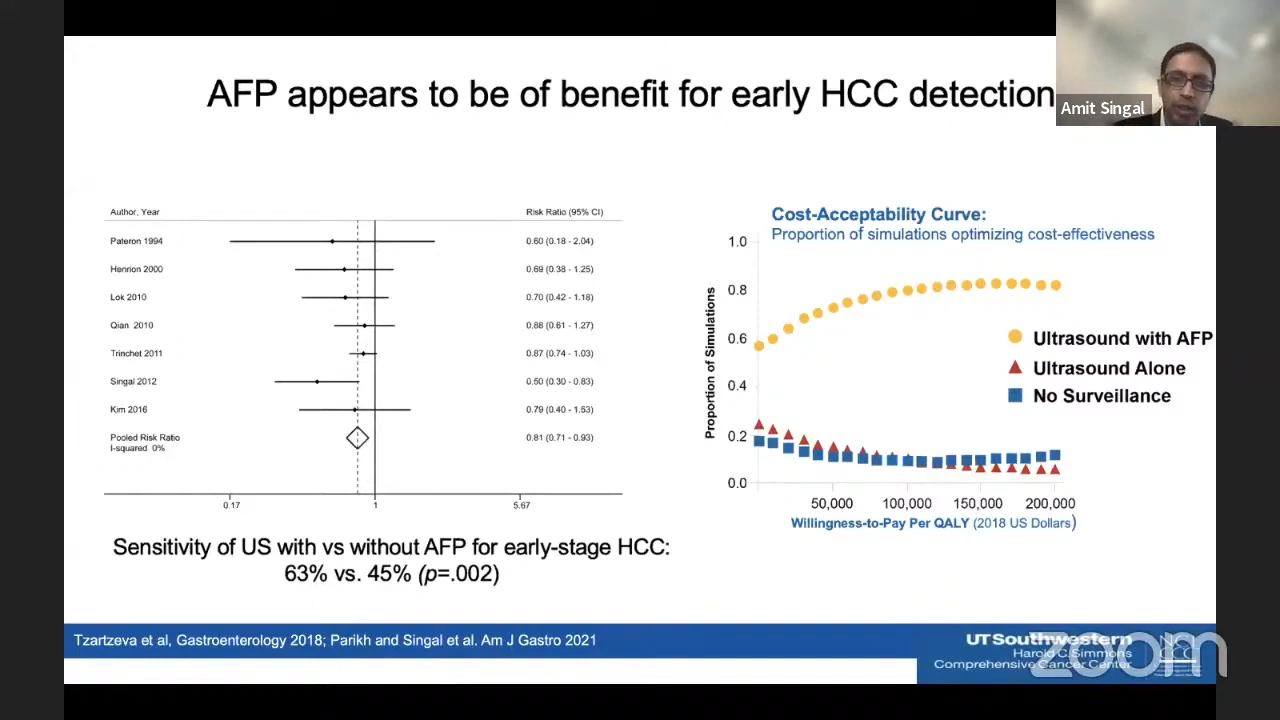 AFP appears to be of benefit for early HCC detection
Amit Singal
Author, Year Risk Ratio (95% CI)
Pateron 1994 0.60 (0.18 - 2.04)
Henrion 2000 0.69 (0.38 - 1.25)
Lok 2010 0.70 (0.42 - 1.18)
Qian 2010 0.88 (0.61 - 1.27)
Trinchet 2011 0.87 (0.74 - 1.03)
Singal 2012 0.50 (0.30 - 0.83)
Kim 2016 0.79 (0.40 - 1.53)
Pooled Risk Ratio 0.81 (0.71 - 0.93)
I-squared 0%
0.17 1 5.67
Sensitivity of US with vs without AFP for early-stage HCC:
63% vs. 45% (p=.002)
Cost-Acceptability Curve:
Proportion of simulations optimizing cost-effectiveness
Proportion of Simulations
1.0
0.8
0.6
0.4
0.2
0.0
Ultrasound with AFP
Ultrasound Alone
No Surveillance
50,000 100,000 150,000 200,000
Willingness-to-Pay Per QALY (2018 US Dollars)
Tzartzeva et al, Gastroenterology 2018; Parikh and Singal et al. Am J Gastro 2021
UTSouthwestern
Harold C. Simmons
Comprehensive Cancer Center
zoom